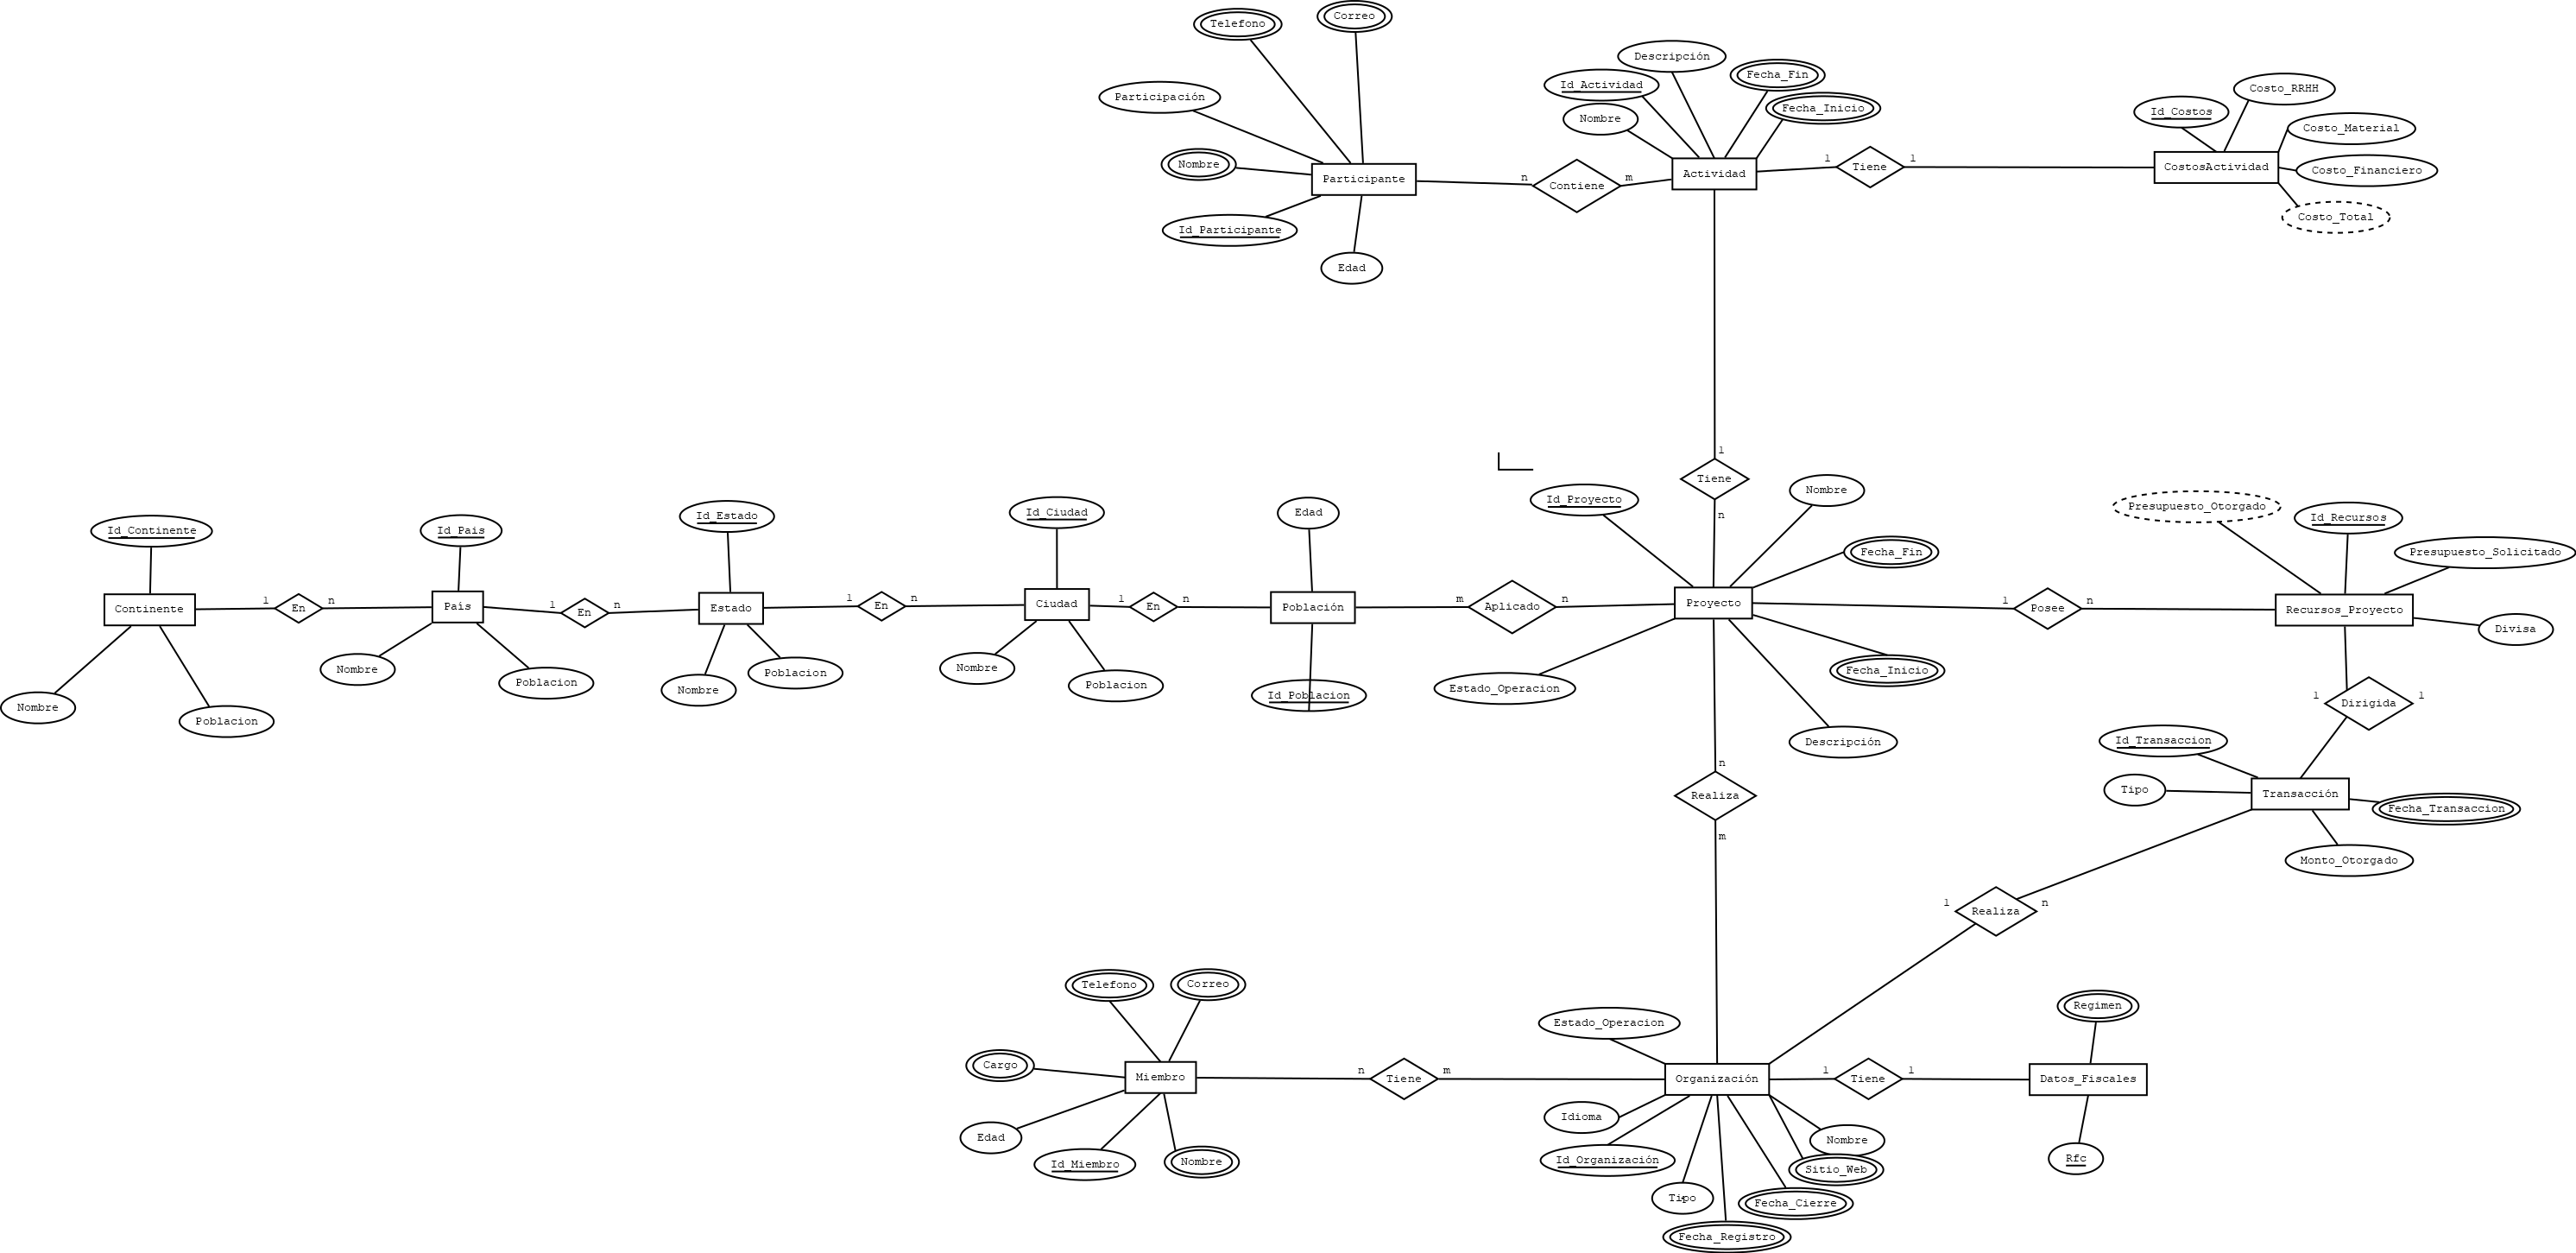 Correo
Telefono
Descripción
Fecha_Fin
Id_Actividad
Costo_RRHH
Participación
Fecha_Inicio
Id_Costos
Nombre
Costo_Material
Nombre
1
Tiene
1
CostosActividad
Costo_Financiero
Actividad
n
Contiene
m
Participante
Costo_Total
Id_Participante
Edad
1
Tiene
n
Nombre
Id_Proyecto
Presupuesto_Otorgado
Id_Recursos
Id_Continente
Id_Pais
Id_Estado
Id_Ciudad
Edad
Fecha_Fin
Presupuesto_Solicitado
Continente
1
En
n
País
1
En
n
Estado
1
En
n
Ciudad
1
En
n
Población
m
Aplicado
n
Proyecto
1
Posee
n
Recursos_Proyecto
Divisa
Nombre
Poblacion
Nombre
Poblacion
Nombre
Poblacion
Nombre
Poblacion
Id_Poblacion
Estado_Operacion
Fecha_Inicio
1
Dirigida
1
Descripción
Id_Transaccion
n
Realiza
m
Tipo
Transacción
Fecha_Transaccion
Monto_Otorgado
1
Realiza
n
Telefono
Correo
Regimen
Estado_Operacion
Cargo
Miembro
n
Tiene
m
Organización
1
Tiene
1
Datos_Fiscales
Idioma
Edad
Nombre
Id_Miembro
Nombre
Id_Organización
Sitio_Web
Rfc
Tipo
Fecha_Cierre
Fecha_Registro